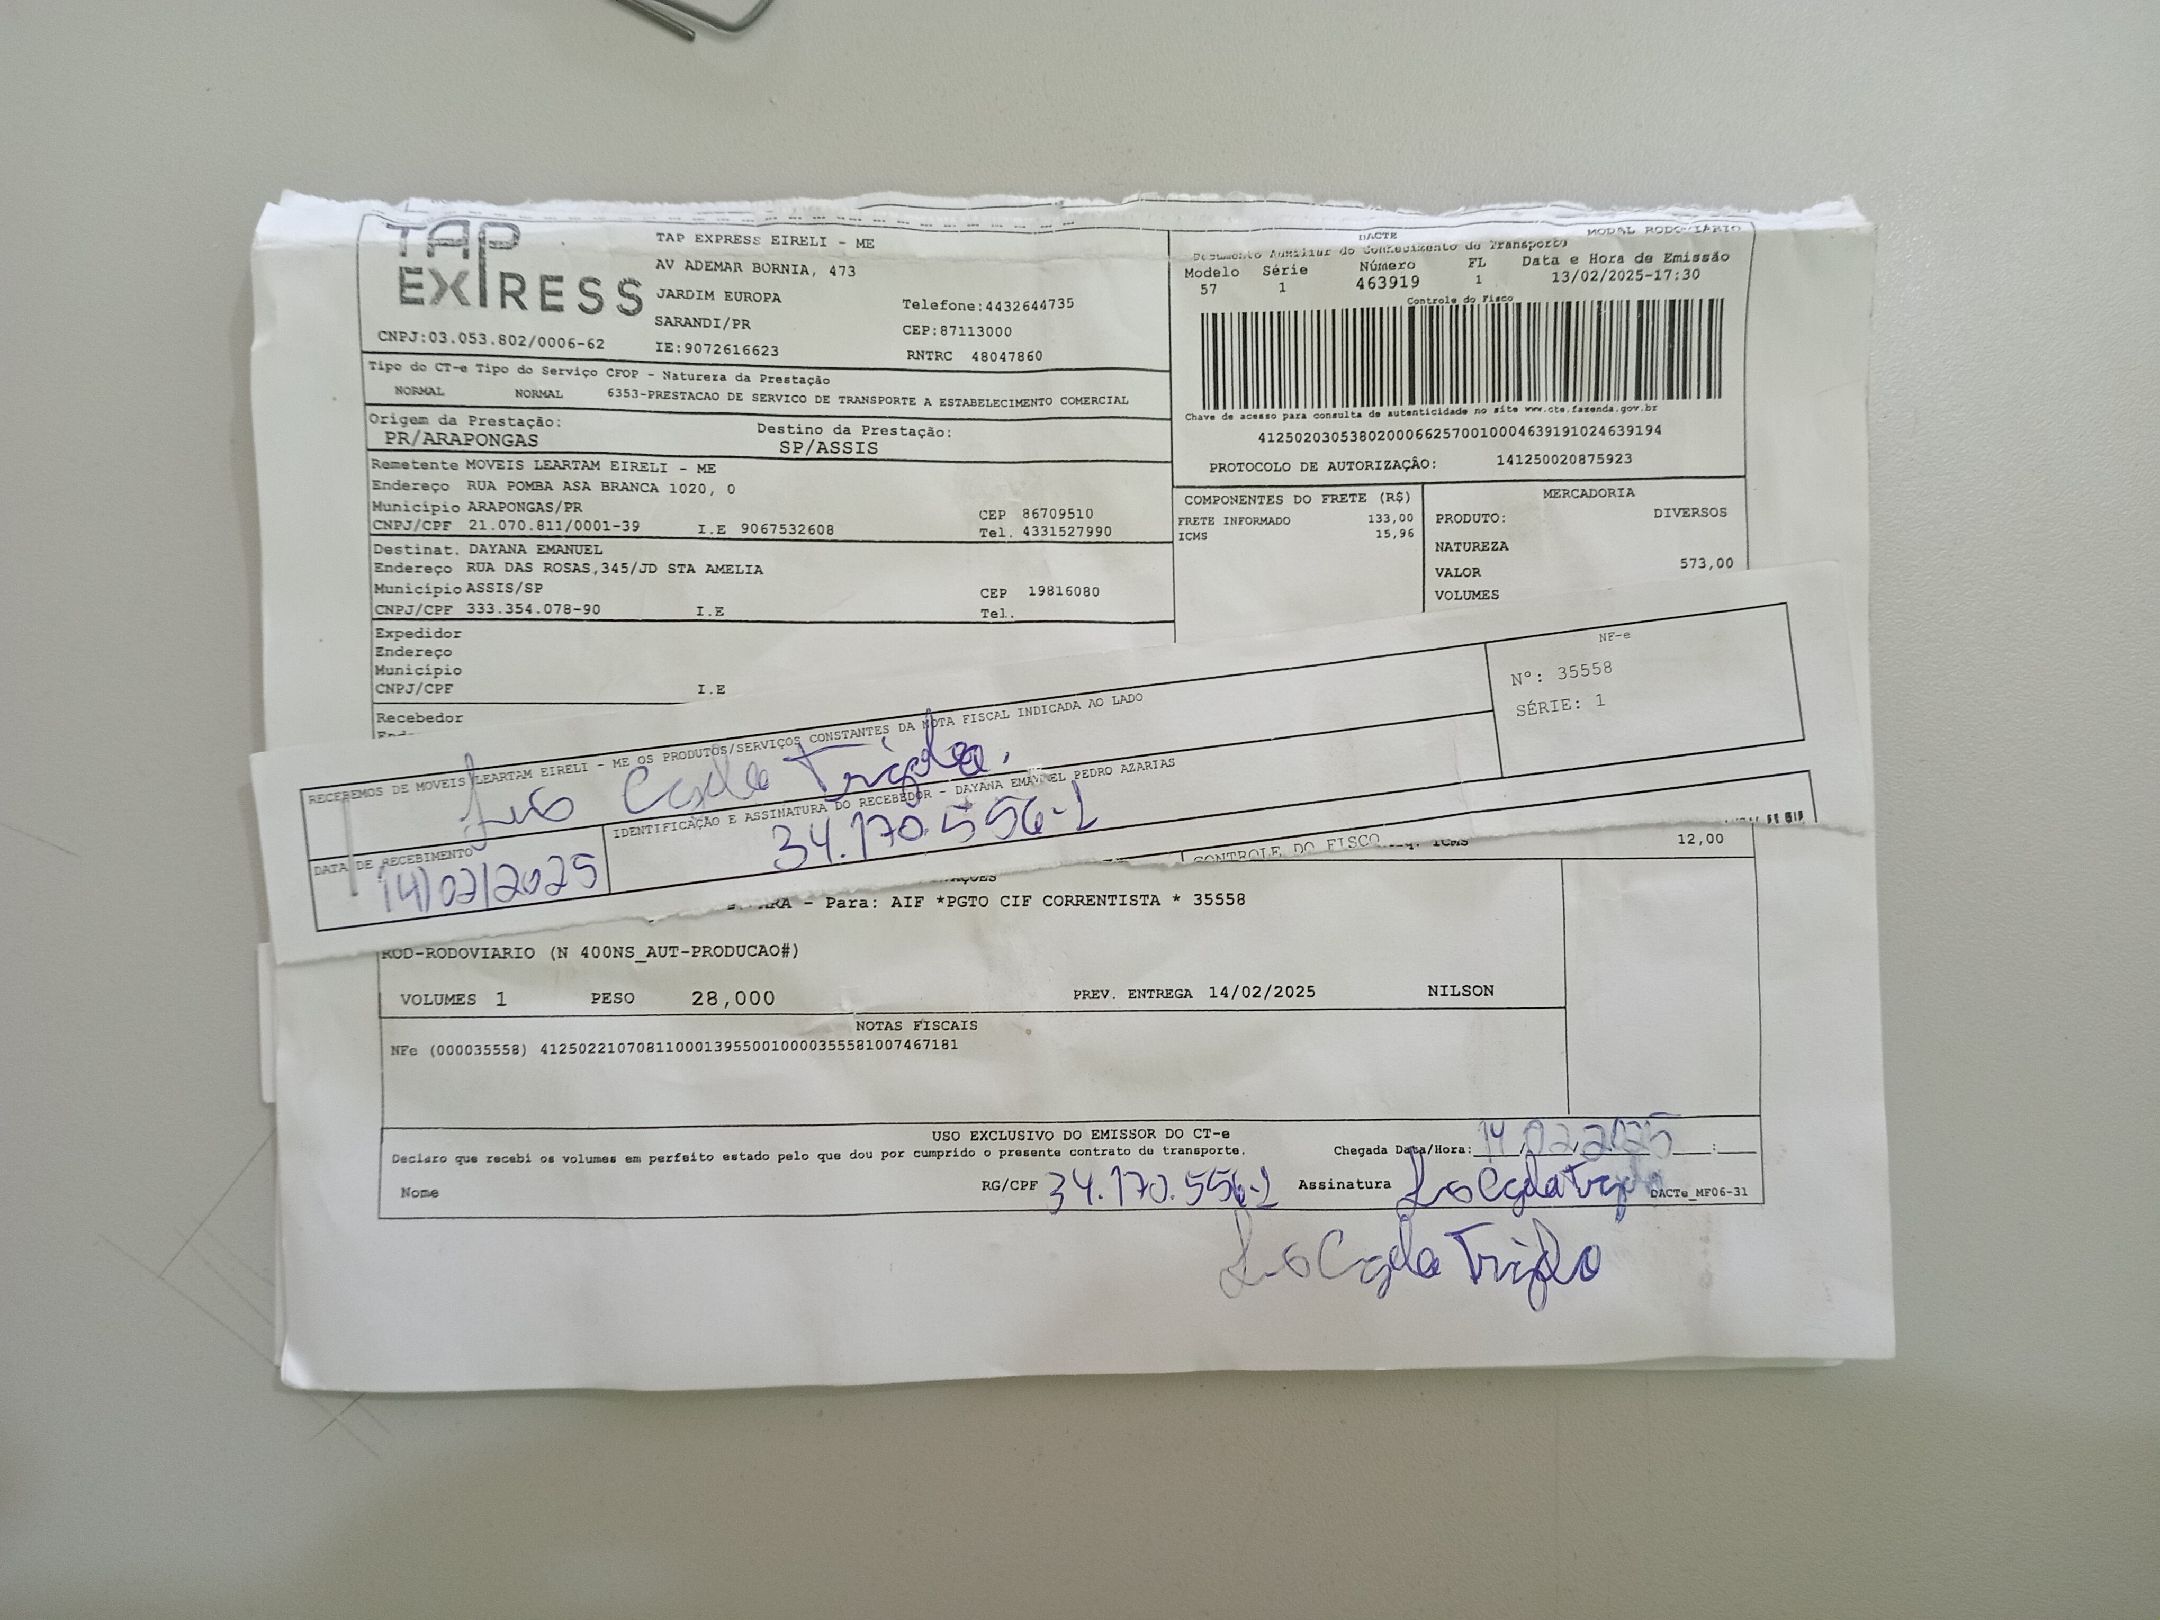 TAP EXPRESS
TAP EXPRESS EIRELI - ME
AV ADEMAR BORNIA, 473
JARDIM EUROPA
SARANDI/PR
IE:9072616623
Telefone:4432644735
CEP:87113000
RNTRC 48047860
CNPJ:03.053.802/0006-62
DACTE
MODAL RODOVIÁRIO
Documento Auxiliar do Conhecimento de Transporte
Modelo Série Número FL Data e Hora de Emissão
57 1 463919 1 13/02/2025-17:30
Controle do Fisco
Chave de acesso para consulta de autenticidade no site www.cte.fazenda.gov.br
41250203053802000662570010004639191024639194
PROTOCOLO DE AUTORIZAÇÃO: 141250020875923
Tipo do CT-e Tipo do Serviço CFOP - Natureza da Prestação
NORMAL NORMAL 6353-PRESTACAO DE SERVICO DE TRANSPORTE A ESTABELECIMENTO COMERCIAL
Origem da Prestação: Destino da Prestação:
PR/ARAPONGAS SP/ASSIS
Remetente MOVEIS LEARTAM EIRELI - ME
Endereço RUA POMBA ASA BRANCA 1020, 0
Município ARAPONGAS/PR CEP 86709510
CNPJ/CPF 21.070.811/0001-39 I.E 9067532608 Tel. 4331527990
Destinat. DAYANA EMANUEL
Endereço RUA DAS ROSAS,345/JD STA AMELIA
Município ASSIS/SP CEP 19816080
CNPJ/CPF 333.354.078-90 I.E Tel.
Expedidor
Endereço
Município
CNPJ/CPF I.E
Recebedor
COMPONENTES DO FRETE (R$)
FRETE INFORMADO 133,00
ICMS 15,96
MERCADORIA
PRODUTO: DIVERSOS
NATUREZA
VALOR 573,00
VOLUMES
RECEBEMOS DE MOVEIS LEARTAM EIRELI - ME OS PRODUTOS/SERVIÇOS CONSTANTES DA NOTA FISCAL INDICADA AO LADO
NF-e
Nº: 35558
SÉRIE: 1
DATA DE RECEBIMENTO
14/02/2025
IDENTIFICAÇÃO E ASSINATURA DO RECEBEDOR - DAYANA EMANUEL PEDRO AZARIAS
34.170.556-1
CONTROLE DO FISCO
ICMS
12,00
- Para: AIF *PGTO CIF CORRENTISTA * 35558
ROD-RODOVIARIO (N 400NS_AUT-PRODUCAO#)
VOLUMES 1 PESO 28,000 PREV. ENTREGA 14/02/2025 NILSON
NOTAS FISCAIS
NFe (000035558) 41250221070811000139550010000355581007467181
USO EXCLUSIVO DO EMISSOR DO CT-e
Declaro que recebi os volumes em perfeito estado pelo que dou por cumprido o presente contrato de transporte.
Chegada Data/Hora: 14/02/2025 :
Nome RG/CPF 34.170.556-1 Assinatura
DACTe_MF06-31